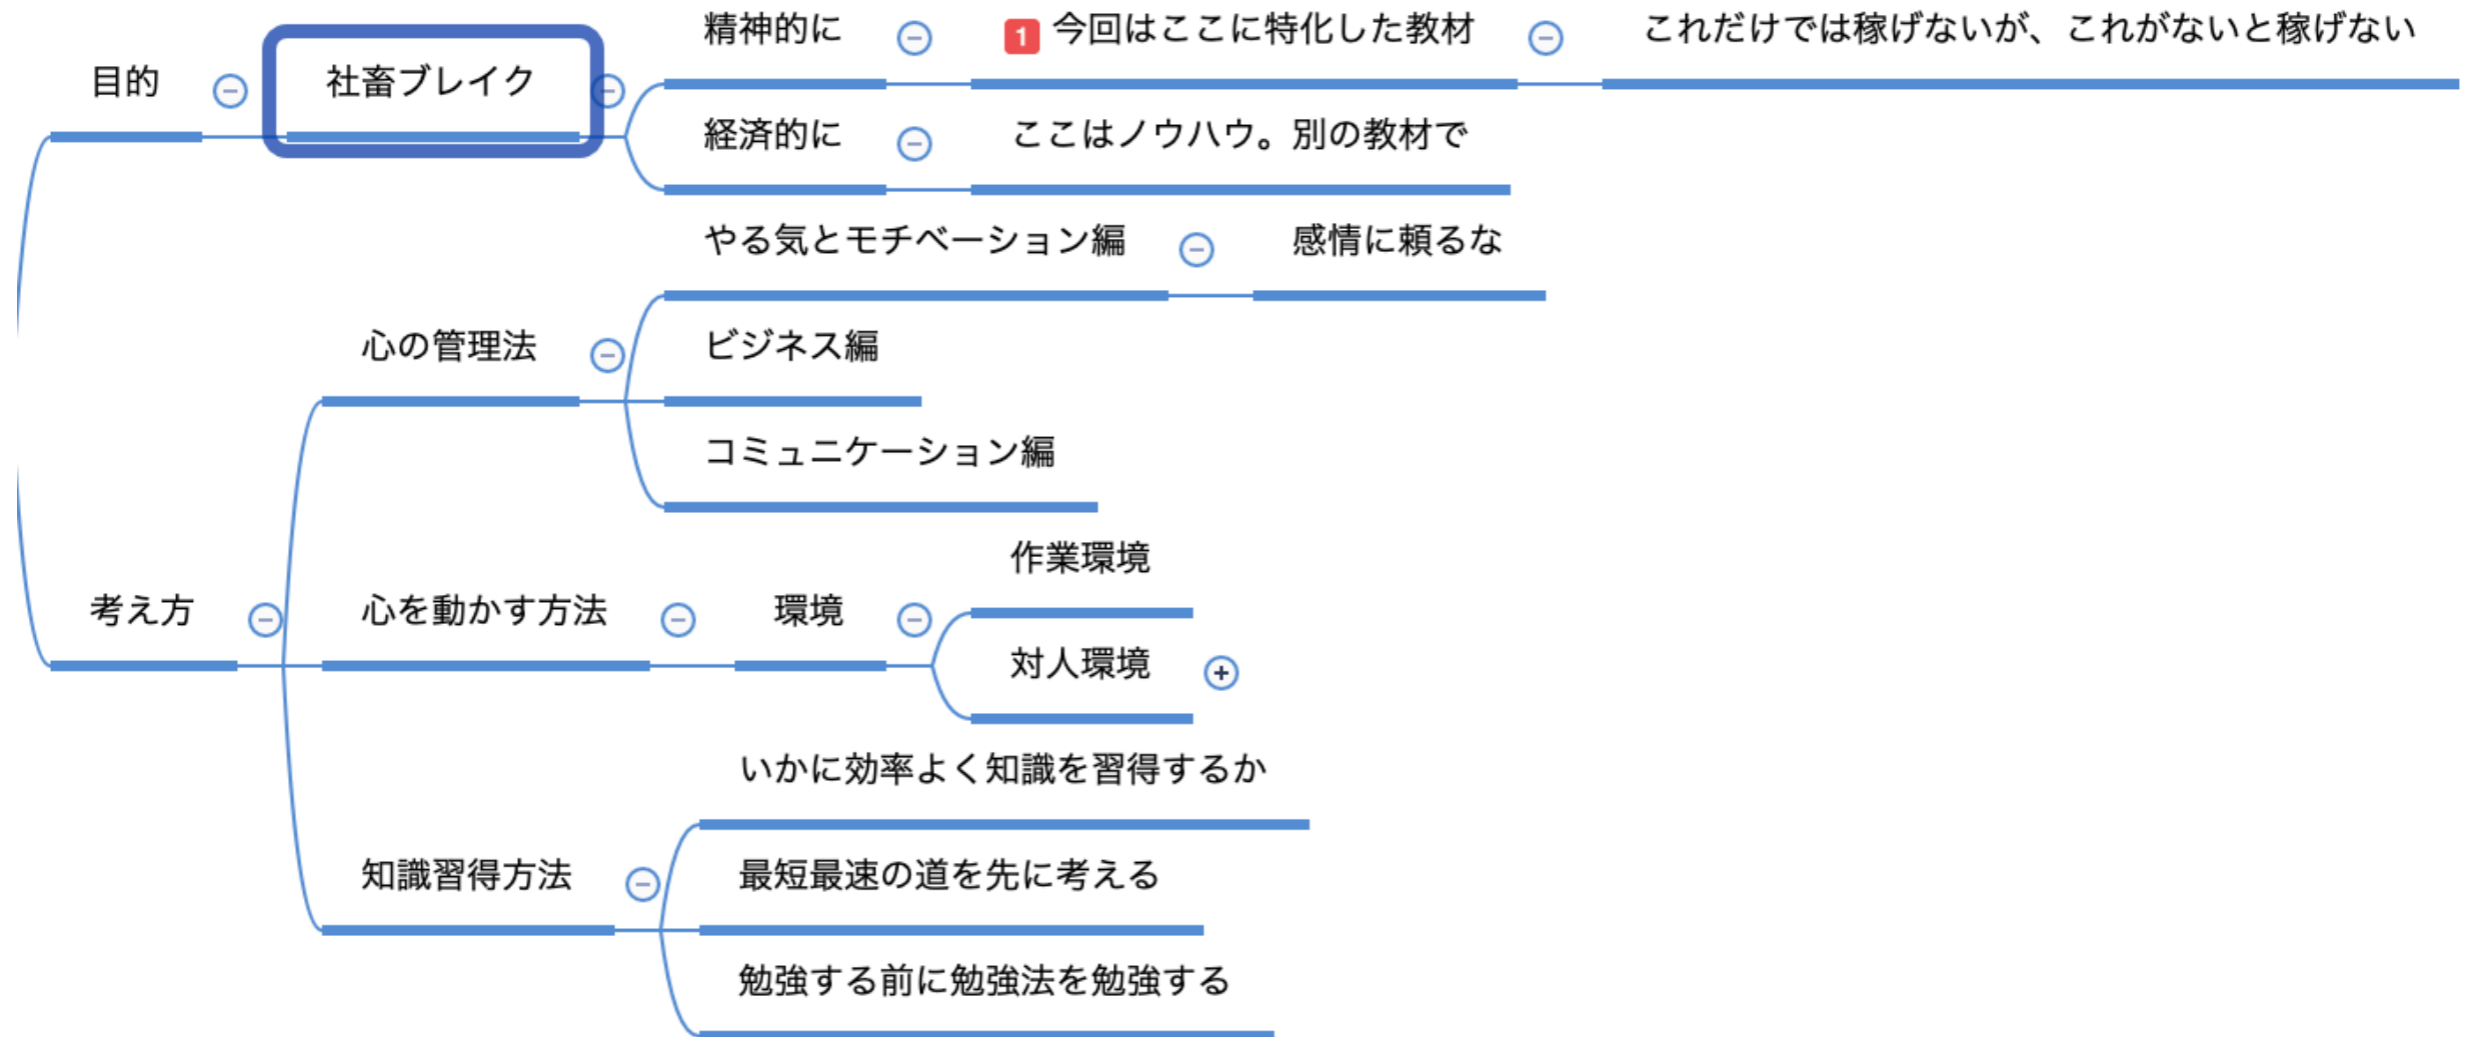 目的
社畜ブレイク
精神的に
1 今回はここに特化した教材
これだけでは稼げないが、これがないと稼げない
経済的に
ここはノウハウ。別の教材で
考え方
心の管理法
やる気とモチベーション編
感情に頼るな
ビジネス編
コミュニケーション編
心を動かす方法
環境
作業環境
対人環境
知識習得方法
いかに効率よく知識を習得するか
最短最速の道を先に考える
勉強する前に勉強法を勉強する